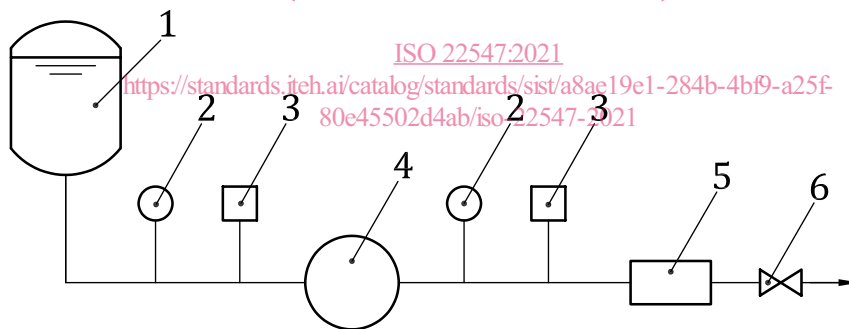 1
ISO 22547:2021
https://standards.iteh.ai/catalog/standards/sist/a8ae19e1-284b-4bf9-a25f-
80e45502d4ab/iso-22547-2021
2 3 2 3
4
5
6